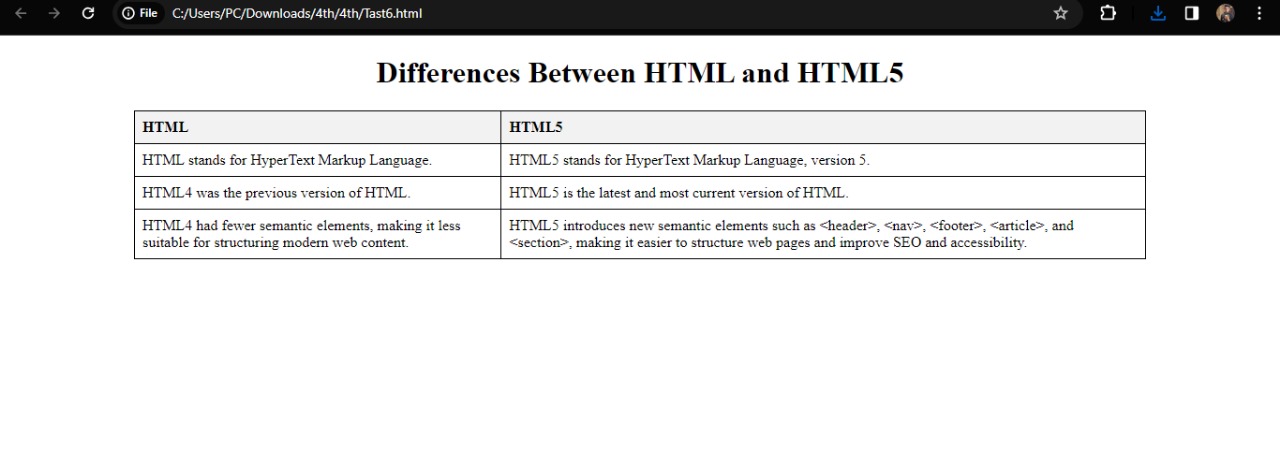 File C:/Users/PC/Downloads/4th/4th/Tast6.html
Differences Between HTML and HTML5
HTML HTML5
HTML stands for HyperText Markup Language. HTML5 stands for HyperText Markup Language, version 5.
HTML4 was the previous version of HTML. HTML5 is the latest and most current version of HTML.
HTML4 had fewer semantic elements, making it less
suitable for structuring modern web content.
HTML5 introduces new semantic elements such as <header>, <nav>, <footer>, <article>, and
<section>, making it easier to structure web pages and improve SEO and accessibility.